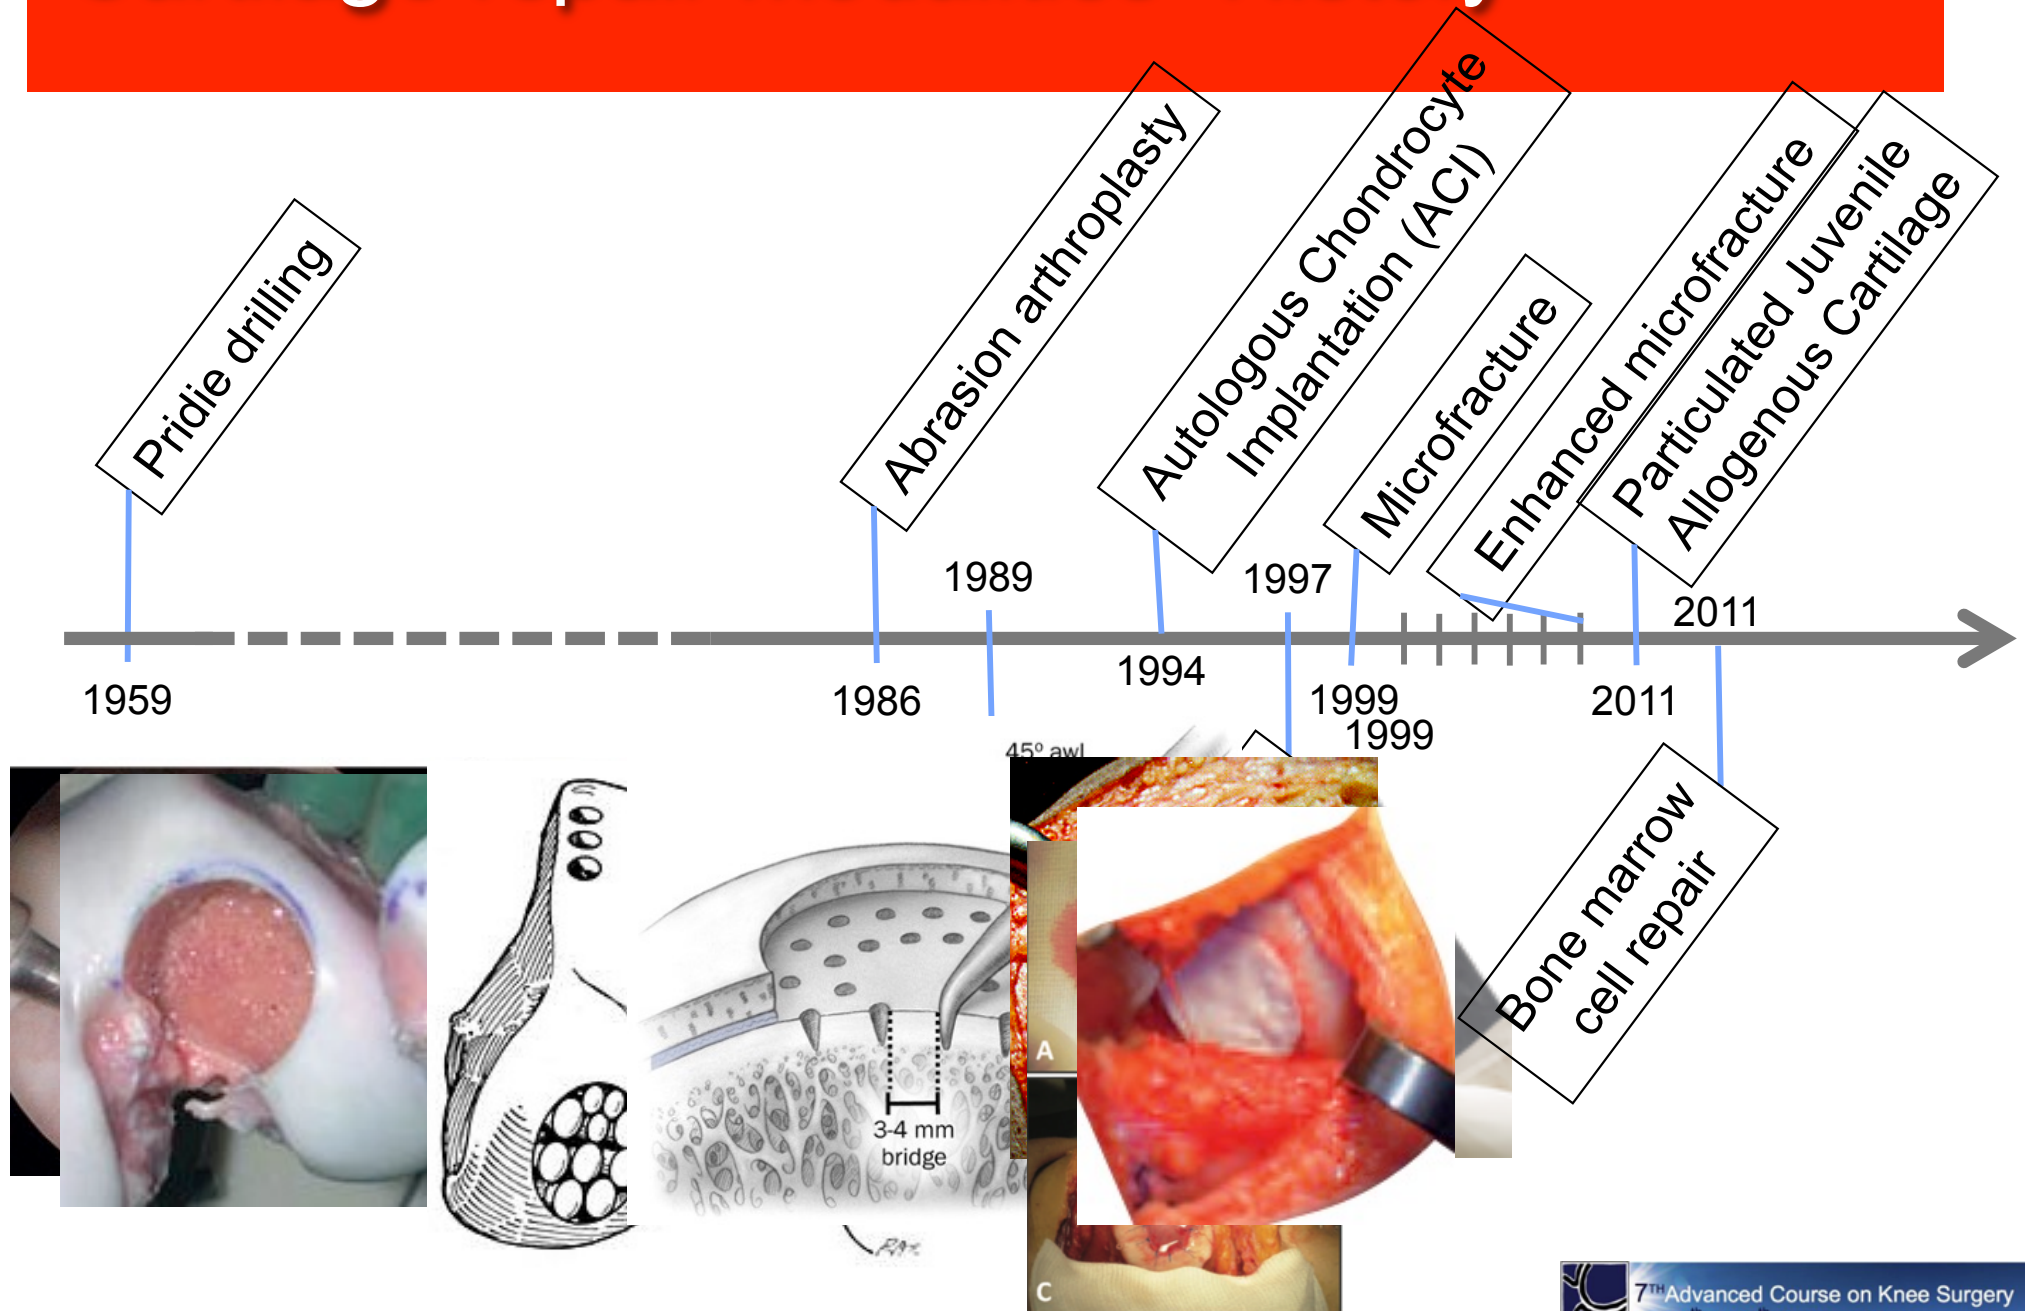 Pridie drilling
Abrasion arthroplasty
Autologous Chondrocyte
Implantation (ACI)
Microfracture
Enhanced microfracture
Particulated Juvenile
Allogenous Cartilage
1989
1997
2011
1994
1959
1986
1999
2011
1999
45º awl
3-4 mm
bridge
A
C
Bone marrow
cell repair
7TH Advanced Course on Knee Surgery